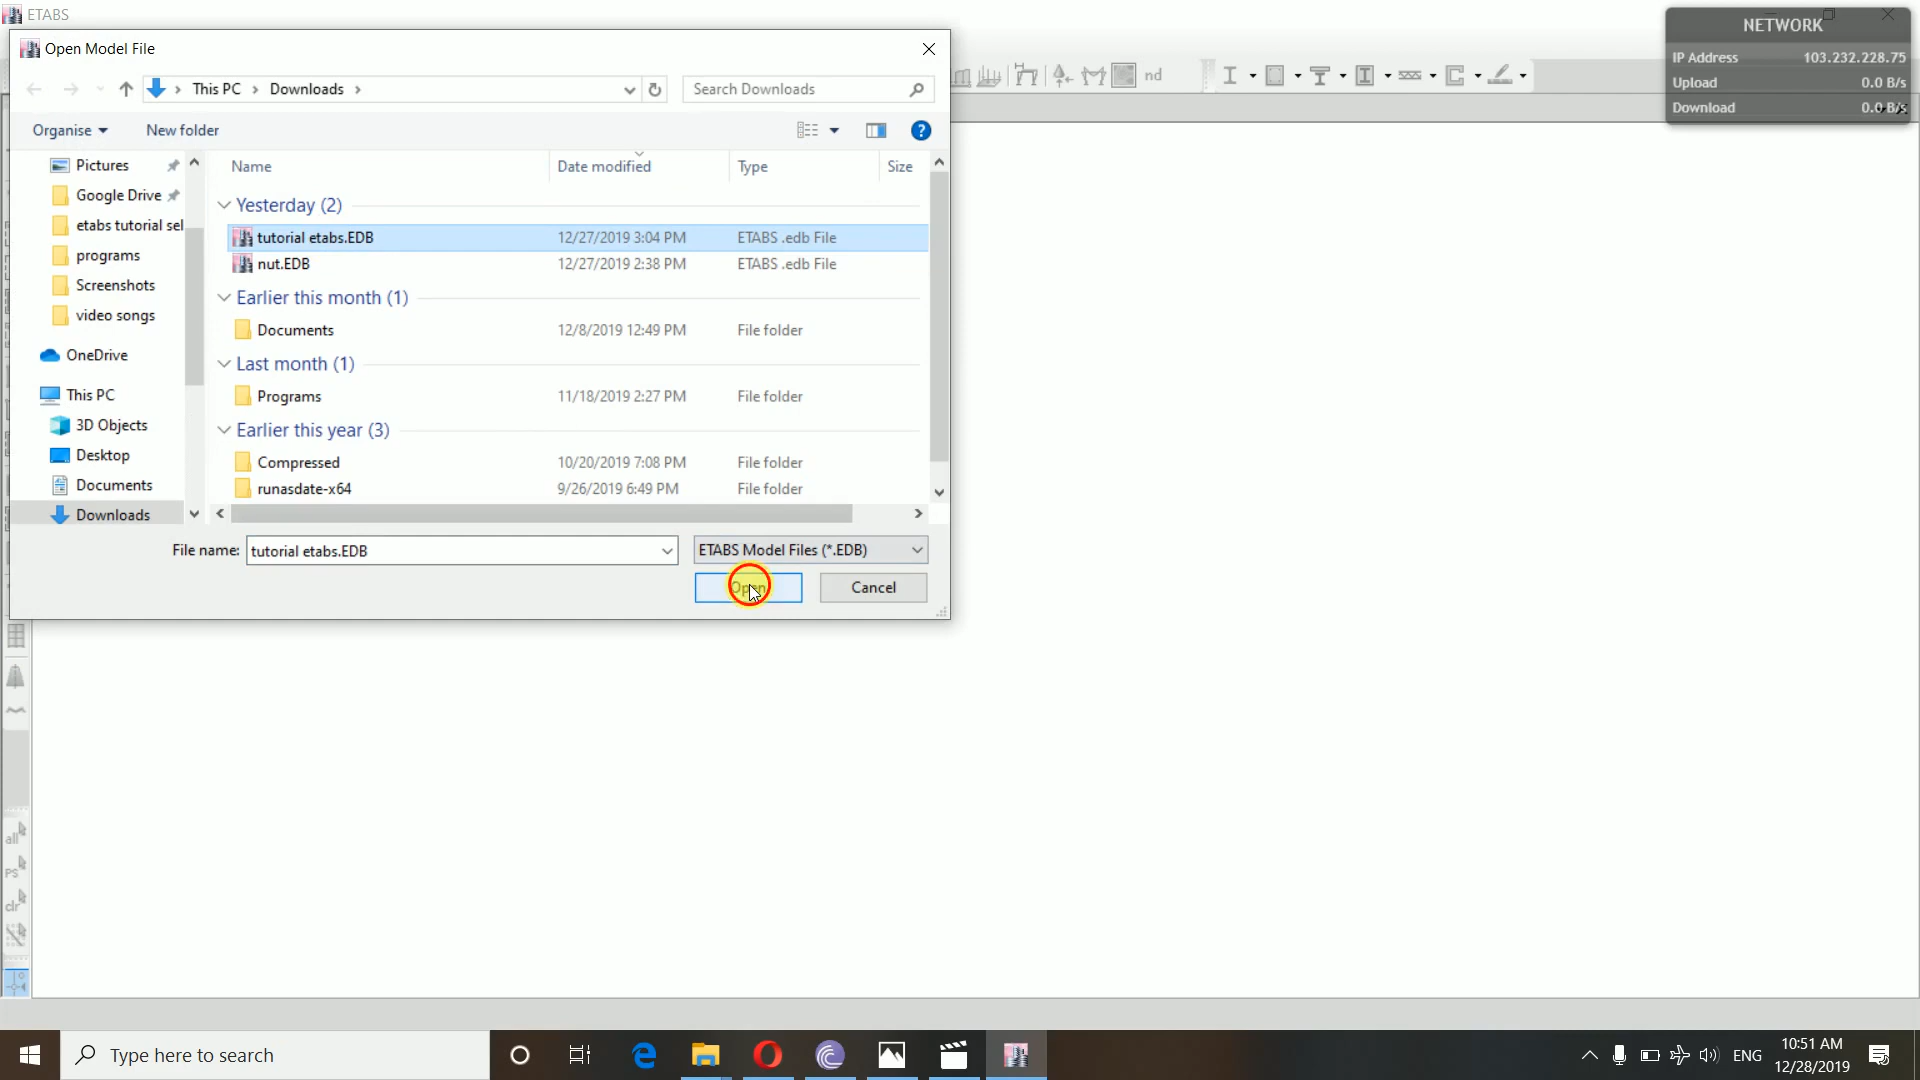 ETABS
Open Model File
This PC
Downloads
Search Downloads
Organise
New folder
Name
Date modified
Type
Size
Pictures
Google Drive
etabs tutorial sel
programs
Screenshots
video songs
OneDrive
This PC
3D Objects
Desktop
Documents
Downloads
Yesterday (2)
tutorial etabs.EDB 12/27/2019 3:04 PM ETABS .edb File
nut.EDB 12/27/2019 2:38 PM ETABS .edb File
Earlier this month (1)
Documents 12/8/2019 12:49 PM File folder
Last month (1)
Programs 11/18/2019 2:27 PM File folder
Earlier this year (3)
Compressed 10/20/2019 7:08 PM File folder
runasdate-x64 9/26/2019 6:49 PM File folder
File name: tutorial etabs.EDB
ETABS Model Files (*.EDB)
Open
Cancel
nd
NETWORK
IP Address 103.232.228.75
Upload 0.0 B/s
Download 0.0 B/s
all
ps
clr
Type here to search
ENG
10:51 AM
12/28/2019